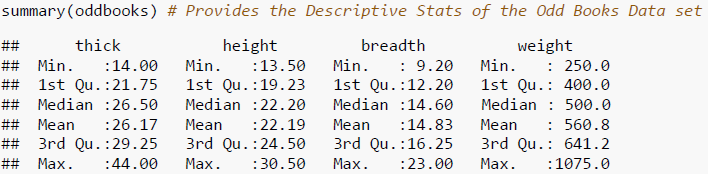 summary(oddbooks) # Provides the Descriptive Stats of the Odd Books Data set
##      thick           height         breadth          weight
##  Min.   :14.00   Min.   :13.50   Min.   : 9.20   Min.   : 250.0
##  1st Qu.:21.75   1st Qu.:19.23   1st Qu.:12.20   1st Qu.: 400.0
##  Median :26.50   Median :22.20   Median :14.60   Median : 500.0
##  Mean   :26.17   Mean   :22.19   Mean   :14.83   Mean   : 560.8
##  3rd Qu.:29.25   3rd Qu.:24.50   3rd Qu.:16.25   3rd Qu.: 641.2
##  Max.   :44.00   Max.   :30.50   Max.   :23.00   Max.   :1075.0